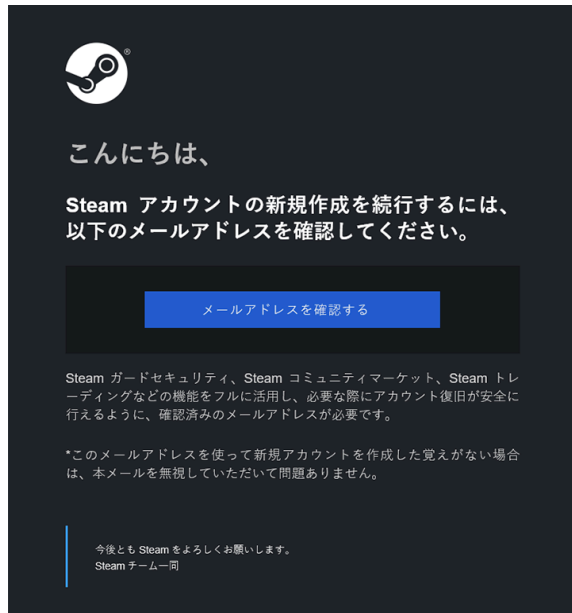 ®
こんにちは、
Steam アカウントの新規作成を続行するには、
以下のメールアドレスを確認してください。
メールアドレスを確認する
Steam ガードセキュリティ、Steam コミュニティマーケット、Steam トレ
ーディングなどの機能をフルに活用し、必要な際にアカウント復旧が安全に
行えるように、確認済みのメールアドレスが必要です。
*このメールアドレスを使って新規アカウントを作成した覚えがない場合
は、本メールを無視していただいて問題ありません。
今後とも Steam をよろしくお願いします。
Steam チーム一同